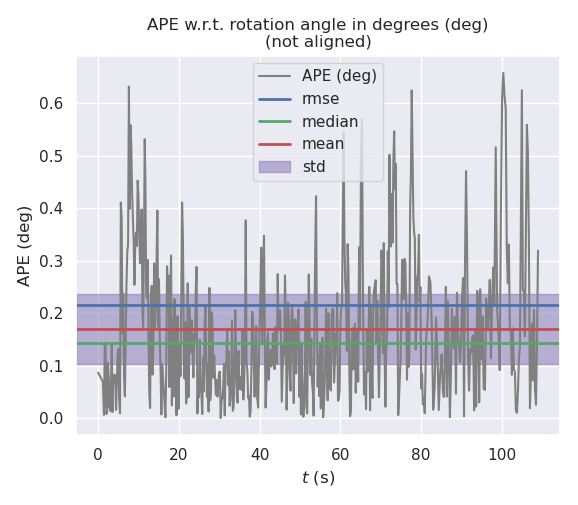 APE w.r.t. rotation angle in degrees (deg)
(not aligned)
APE (deg)
rmse
median
mean
std
APE (deg)
0.6
0.5
0.4
0.3
0.2
0.1
0.0
0 20 40 60 80 100
t (s)